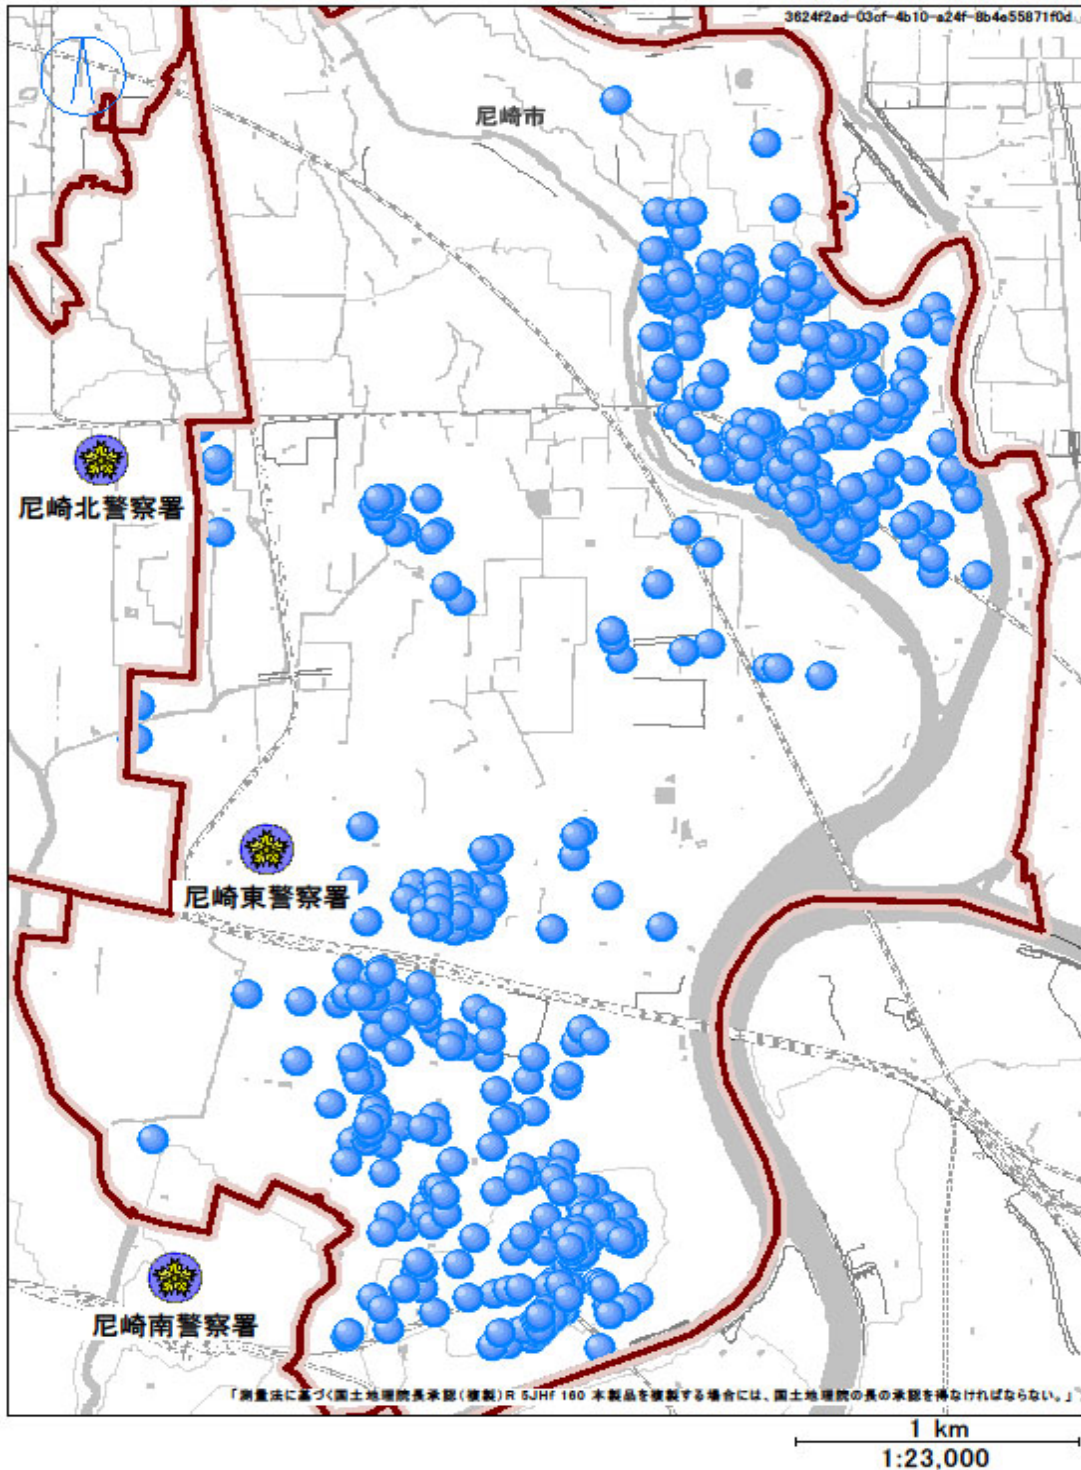 3624f2ad-03cf-4b10-a24f-8b4e55871f0d
尼崎市
尼崎北警察署
尼崎東警察署
尼崎南警察署
「測量法に基づく国土地理院長承認(複製)R 5JHf 160 本製品を複製する場合には、国土地理院の長の承認を得なければならない。」
1 km
1:23,000